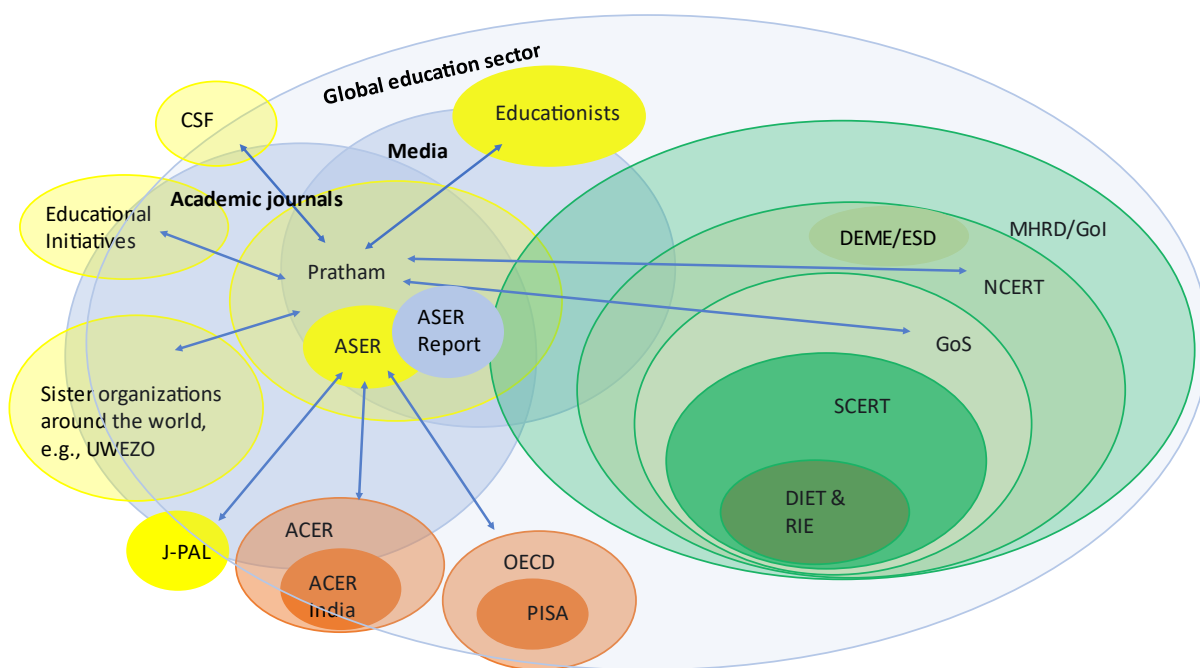 Global education sector
CSF
Educationists
Media
Academic journals
Educational
Initiatives
DEME/ESD
MHRD/GoI
Pratham
NCERT
ASER
Report
ASER
GoS
Sister organizations
around the world,
e.g., UWEZO
SCERT
DIET &
RIE
J-PAL
ACER
ACER
India
OECD
PISA